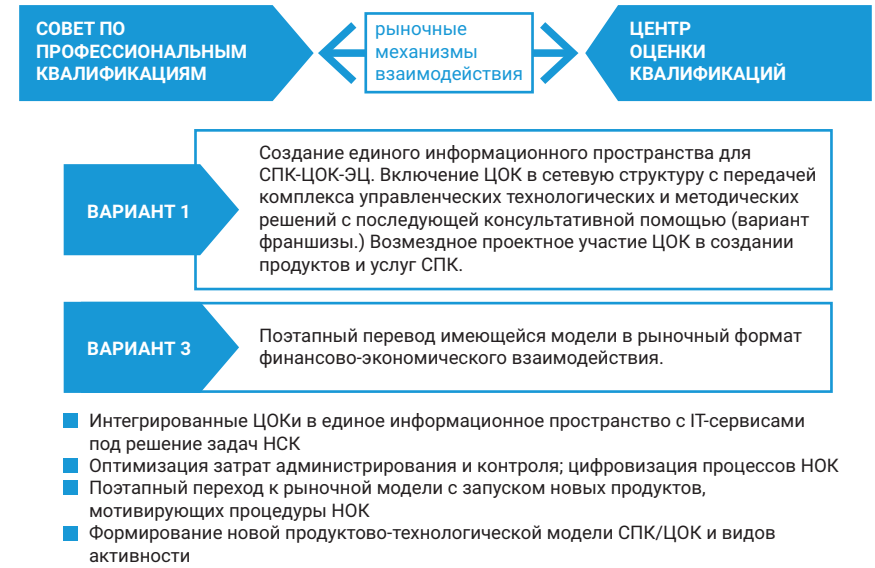 СОВЕТ ПО
ПРОФЕССИОНАЛЬНЫМ
КВАЛИФИКАЦИЯМ
рыночные
механизмы
взаимодействия
ЦЕНТР
ОЦЕНКИ
КВАЛИФИКАЦИЙ
ВАРИАНТ 1
Создание единого информационного пространства для
СПК-ЦОК-ЭЦ. Включение ЦОК в сетевую структуру с передачей
комплекса управленческих технологических и методических
решений с последующей консультативной помощью (вариант
франшизы.) Возмездное проектное участие ЦОК в создании
продуктов и услуг СПК.
ВАРИАНТ 3
Поэтапный перевод имеющейся модели в рыночный формат
финансово-экономического взаимодействия.
Интегрированные ЦОКи в единое информационное пространство с IT-сервисами
под решение задач НСК
Оптимизация затрат администрирования и контроля; цифровизация процессов НОК
Поэтапный переход к рыночной модели с запуском новых продуктов,
мотивирующих процедуры НОК
Формирование новой продуктово-технологической модели СПК/ЦОК и видов
активности